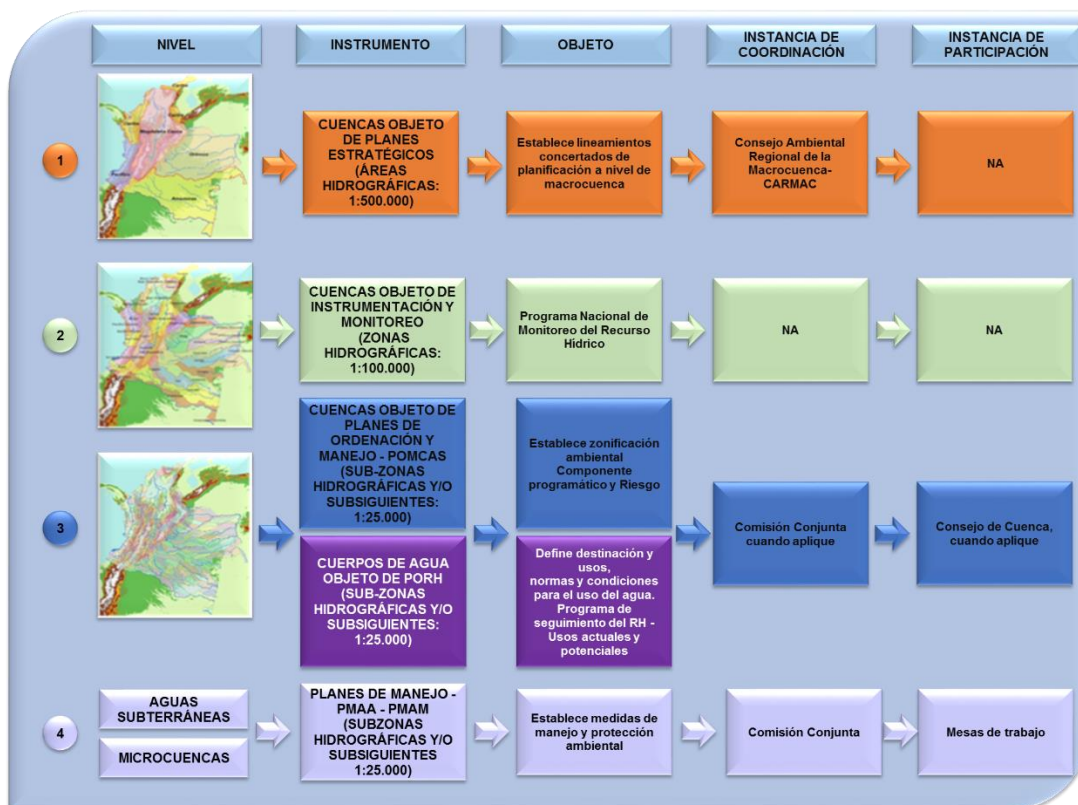 NIVEL
INSTRUMENTO
OBJETO
INSTANCIA DE
COORDINACIÓN
INSTANCIA DE
PARTICIPACIÓN
1
CUENCAS OBJETO
DE PLANES
ESTRATÉGICOS
(ÁREAS
HIDROGRÁFICAS:
1:500.000)
Establece lineamientos
concertados de
planificación a nivel de
macrocuenca
Consejo Ambiental
Regional de la
Macrocuenca-
CARMAC
NA
2
CUENCAS OBJETO DE
INSTRUMENTACIÓN Y
MONITOREO
(ZONAS
HIDROGRÁFICAS:
1:100.000)
Programa Nacional de
Monitoreo del Recurso
Hídrico
NA
NA
3
CUENCAS OBJETO DE
PLANES DE
ORDENACIÓN Y
MANEJO - POMCAS
(SUB-ZONAS
HIDROGRÁFICAS Y/O
SUBSIGUIENTES:
1:25.000)
Establece zonificación
ambiental
Componente
programático y Riesgo
CUERPOS DE AGUA
OBJETO DE PORH
(SUB-ZONAS
HIDROGRÁFICAS Y/O
SUBSIGUIENTES:
1:25.000)
Define destinación y
usos,
normas y condiciones
para el uso del agua.
Programa de
seguimiento del RH -
Usos actuales y
potenciales
Comisión Conjunta
cuando aplique
Consejo de Cuenca,
cuando aplique
4
AGUAS
SUBTERRÁNEAS
MICROCUENCAS
PLANES DE MANEJO -
PMAA - PMAM
(SUBZONAS
HIDROGRÁFICAS Y/O
SUBSIGUIENTES
1:25.000)
Establece medidas de
manejo y protección
ambiental
Comisión Conjunta
Mesas de trabajo